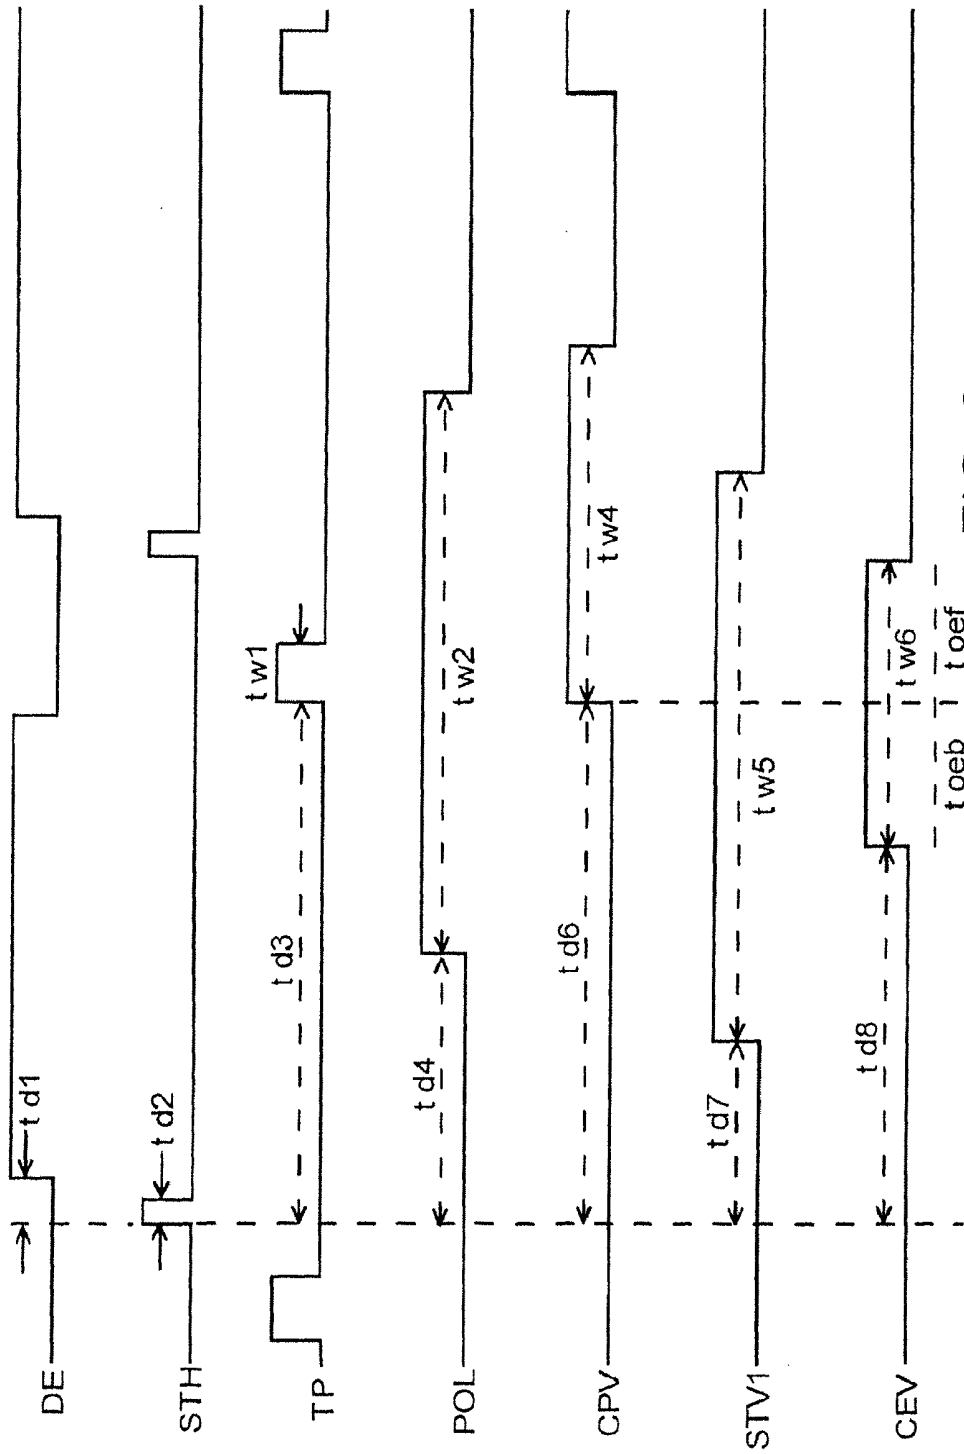 DE
t d1
STH
t d2
TP
t d3
t w1
POL
t d4
t w2
CPV
t d6
t w4
STV1
t d7
t w5
CEV
t d8
t w6
t oeb
t oef